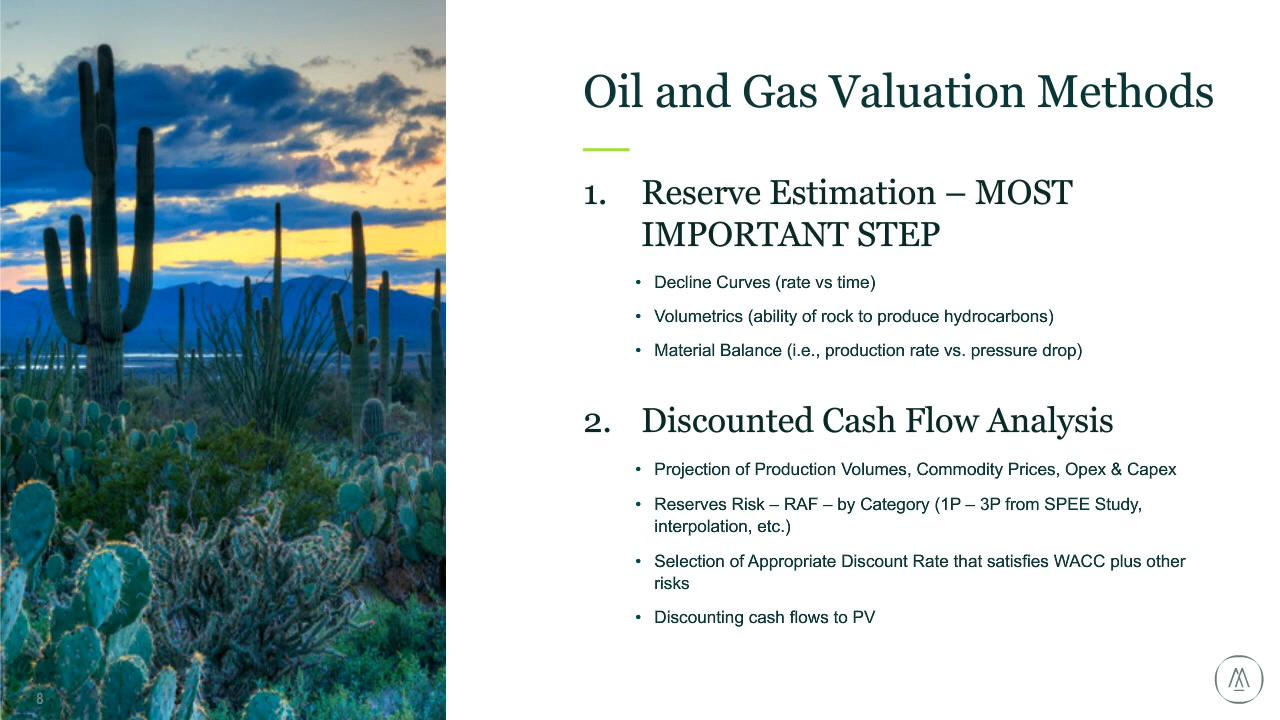 Oil and Gas Valuation Methods
1. Reserve Estimation – MOST
IMPORTANT STEP
• Decline Curves (rate vs time)
• Volumetrics (ability of rock to produce hydrocarbons)
• Material Balance (i.e., production rate vs. pressure drop)
2. Discounted Cash Flow Analysis
• Projection of Production Volumes, Commodity Prices, Opex & Capex
• Reserves Risk – RAF – by Category (1P – 3P from SPEE Study,
interpolation, etc.)
• Selection of Appropriate Discount Rate that satisfies WACC plus other
risks
• Discounting cash flows to PV
8